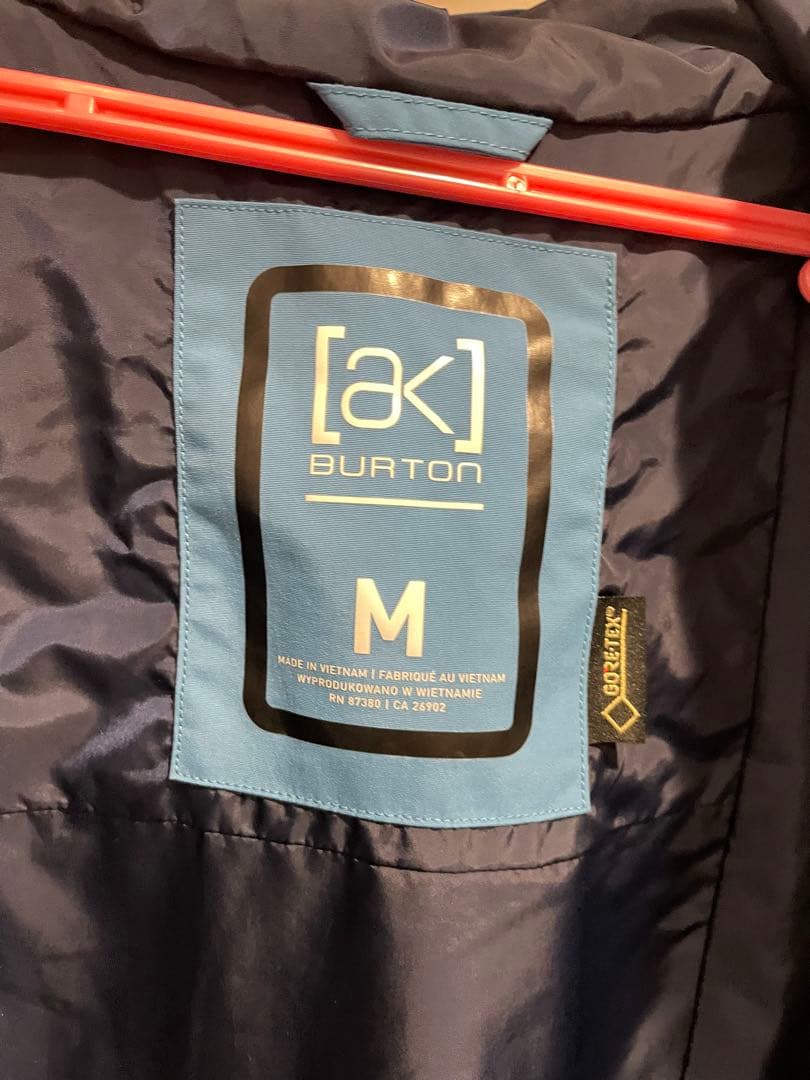 [ak]
BURTON
M
MADE IN VIETNAM | FABRIQUÉ AU VIETNAM
WYPRODUKOWANO W WIETNAMIE
RN 87380 | CA 26902
GORE-TEX®